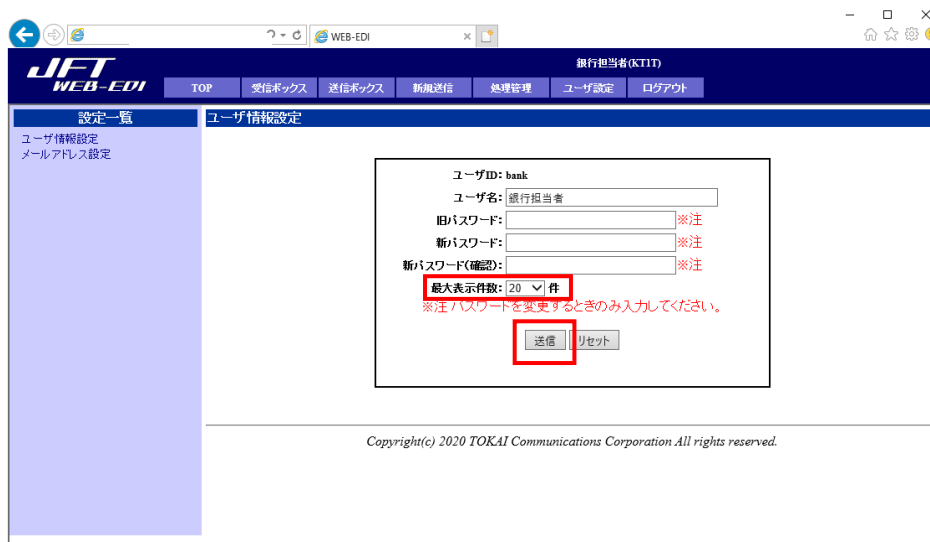 WEB-EDI
銀行担当者(KT1T)
JFT
WEB-EDI
TOP 受信ボックス 送信ボックス 新規送信 処理管理 ユーザ設定 ログアウト
設定一覧
ユーザ情報設定
メールアドレス設定
ユーザ情報設定
ユーザID: bank
ユーザ名: 銀行担当者
旧パスワード: ※注
新パスワード: ※注
新パスワード(確認): ※注
最大表示件数: 20 件
※注 パスワードを変更するときのみ入力してください。
送信 リセット
Copyright(c) 2020 TOKAI Communications Corporation All rights reserved.